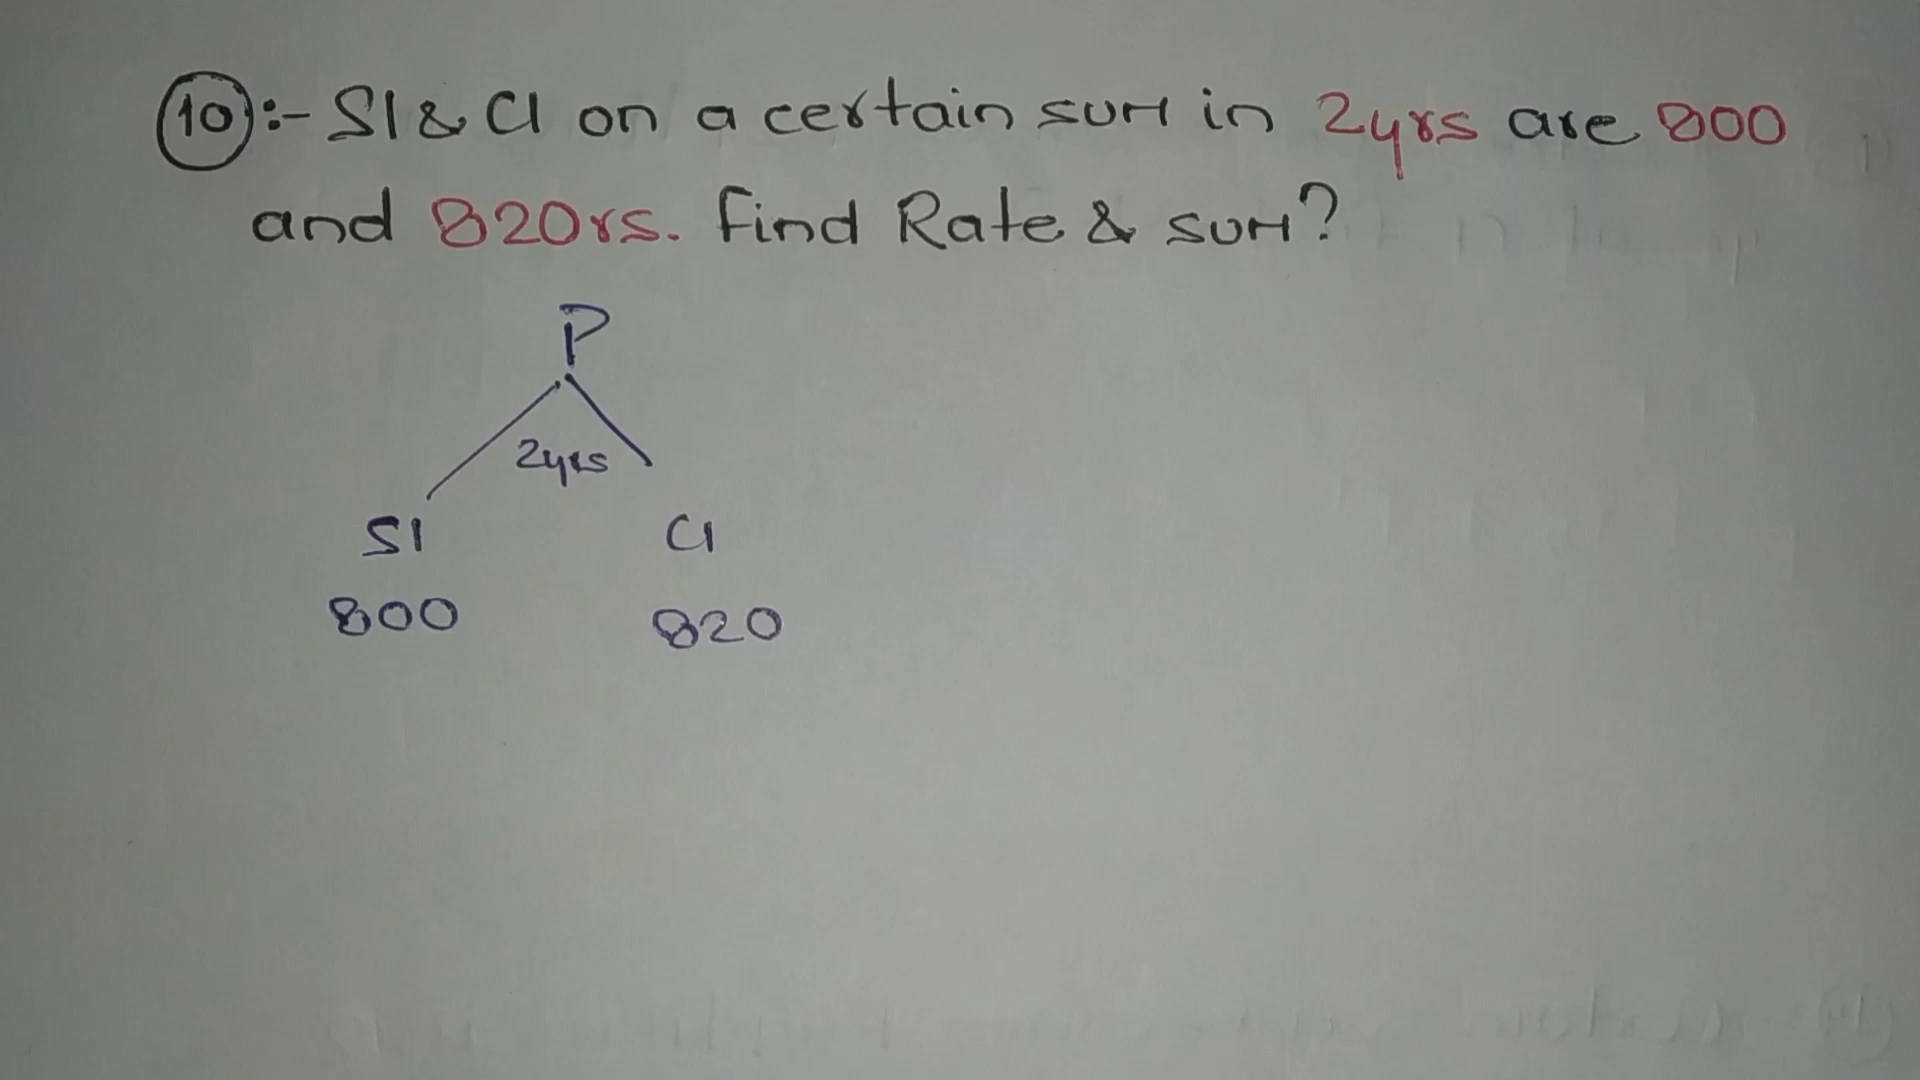 10:- SI & CI on a certain sum in 2yrs are 800
and 820rs. Find Rate & sum?
P
2yrs
SI CI
800 820